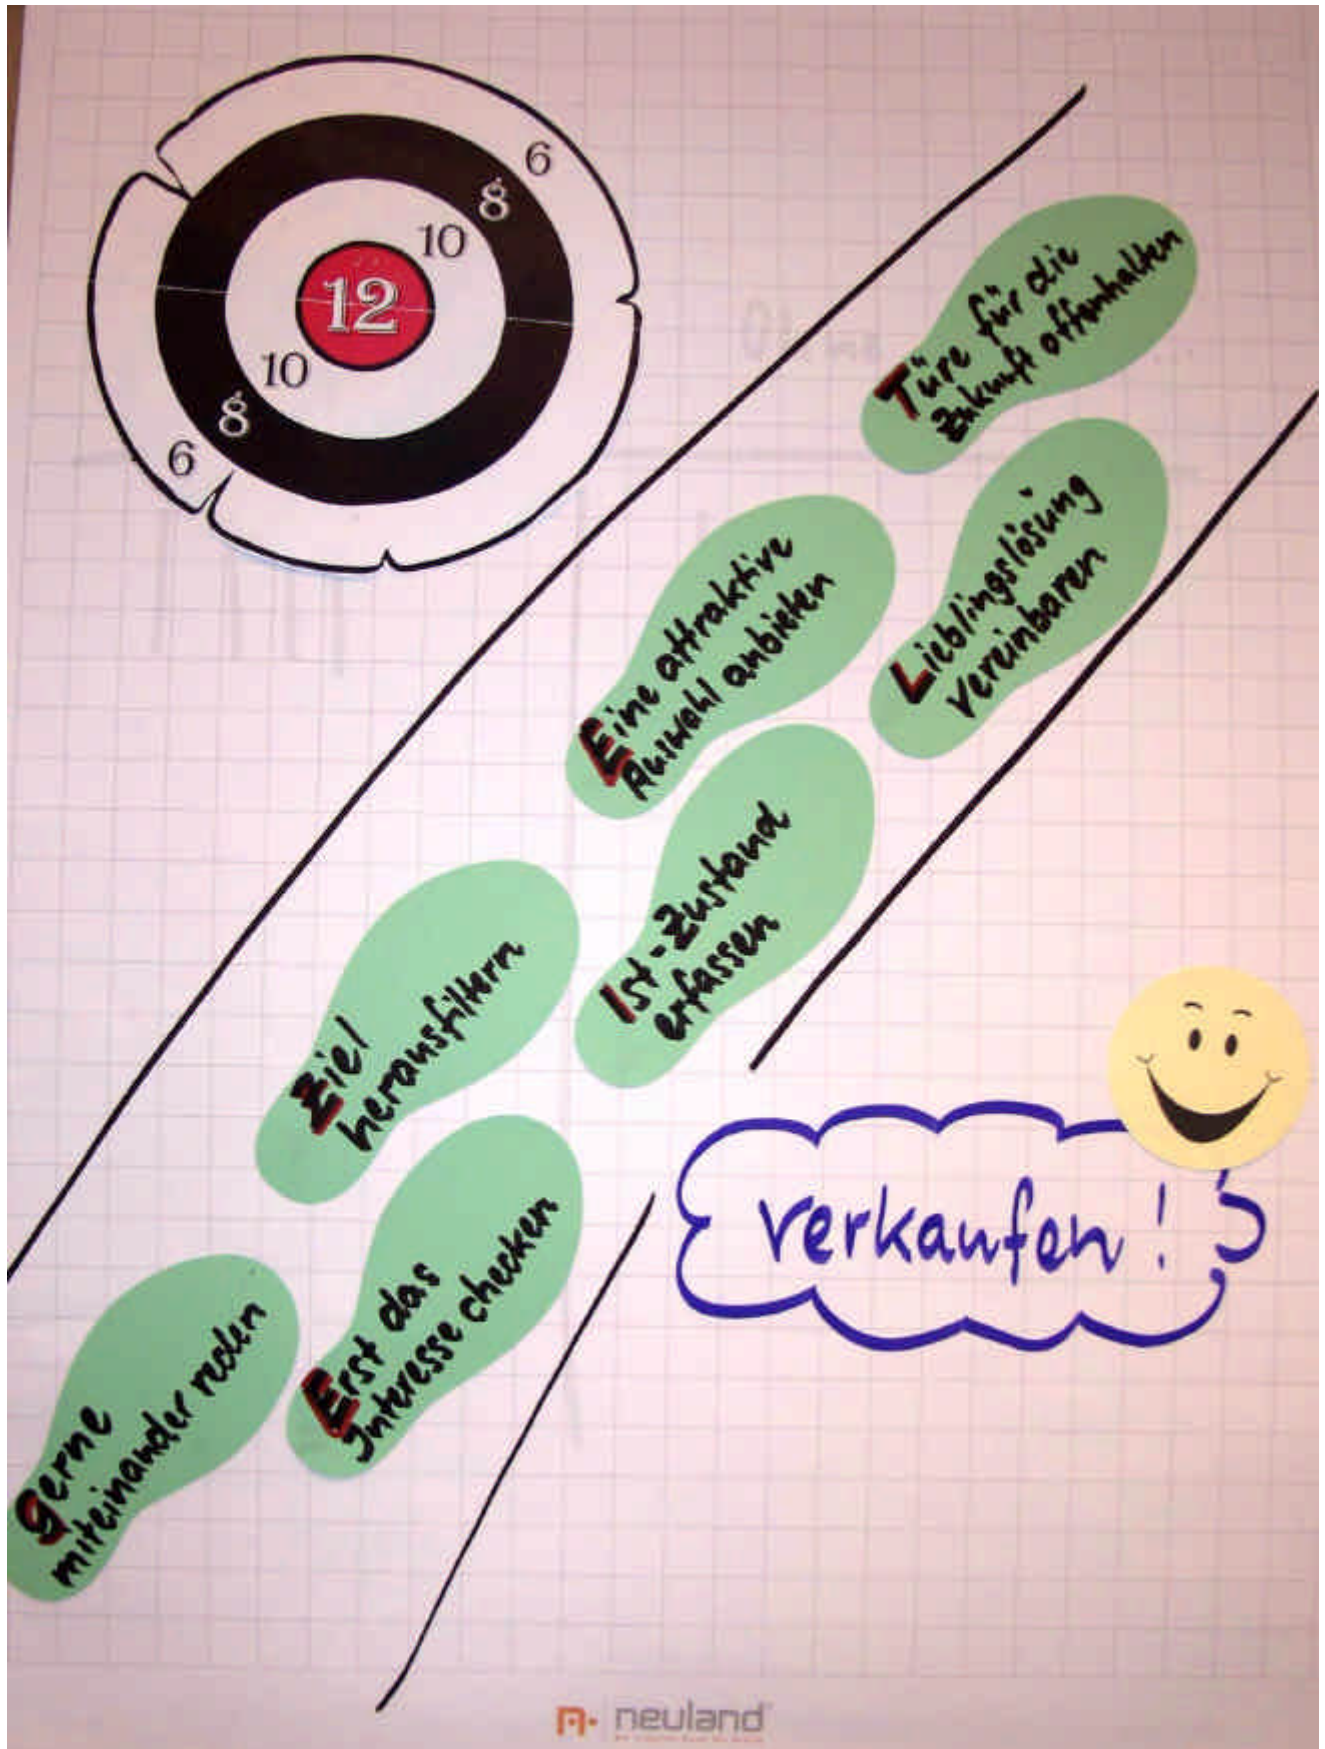 6
8
10
12
10
8
6
Türe für die
Zukunft offenhalten
Lieblingslösung
vereinbaren
Eine attraktive
Auswahl anbieten
Ist-Zustand
erfassen
Ziel
herausfiltern
Erst das
Interesse checken
gerne
miteinander reden
verkaufen!
neuland